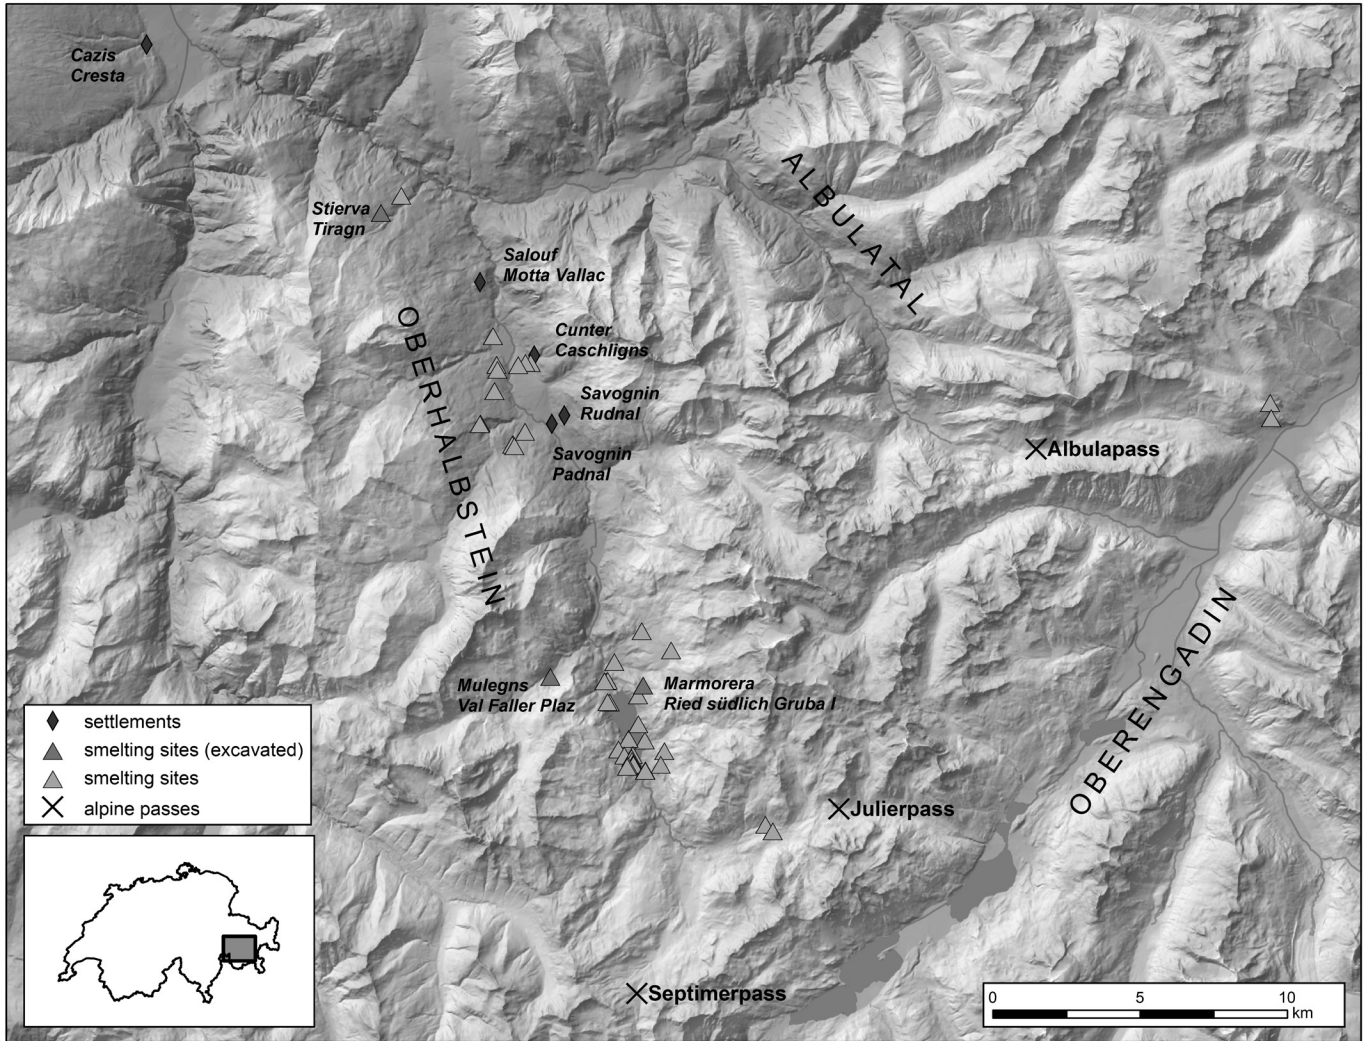 Cazis
Cresta
Stierva
Tiragn
ALBULATAL
Salouf
Motta Vallac
OBERHALBSTEIN
Cunter
Caschligns
Savognin
Rudnal
Savognin
Padnal
Albulapass
OBERENGADIN
Mulegns
Val Faller Plaz
Marmorera
Ried südlich Gruba I
Julierpass
Septimerpass
settlements
smelting sites (excavated)
smelting sites
alpine passes
0 5 10
km